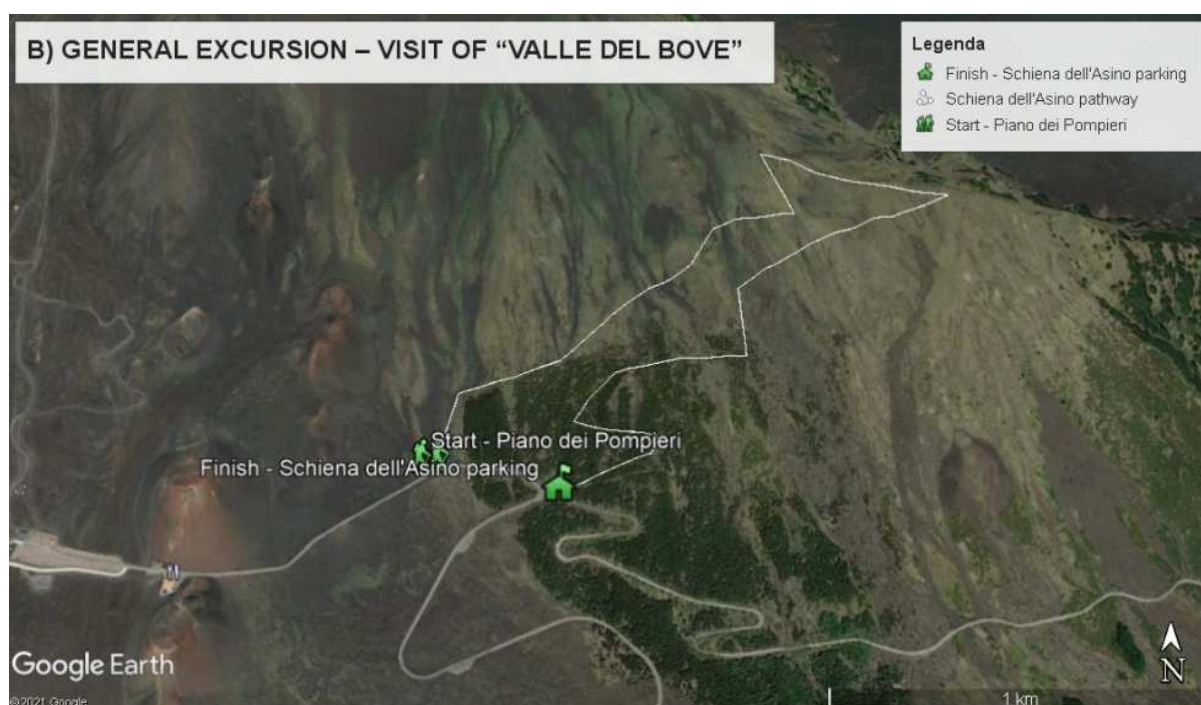 B) GENERAL EXCURSION – VISIT OF “VALLE DEL BOVE”
Legenda
Finish - Schiena dell'Asino parking
Schiena dell'Asino pathway
Start - Piano dei Pompieri
Start - Piano dei Pompieri
Finish - Schiena dell'Asino parking
Google Earth
N
©2021 Google
1 km